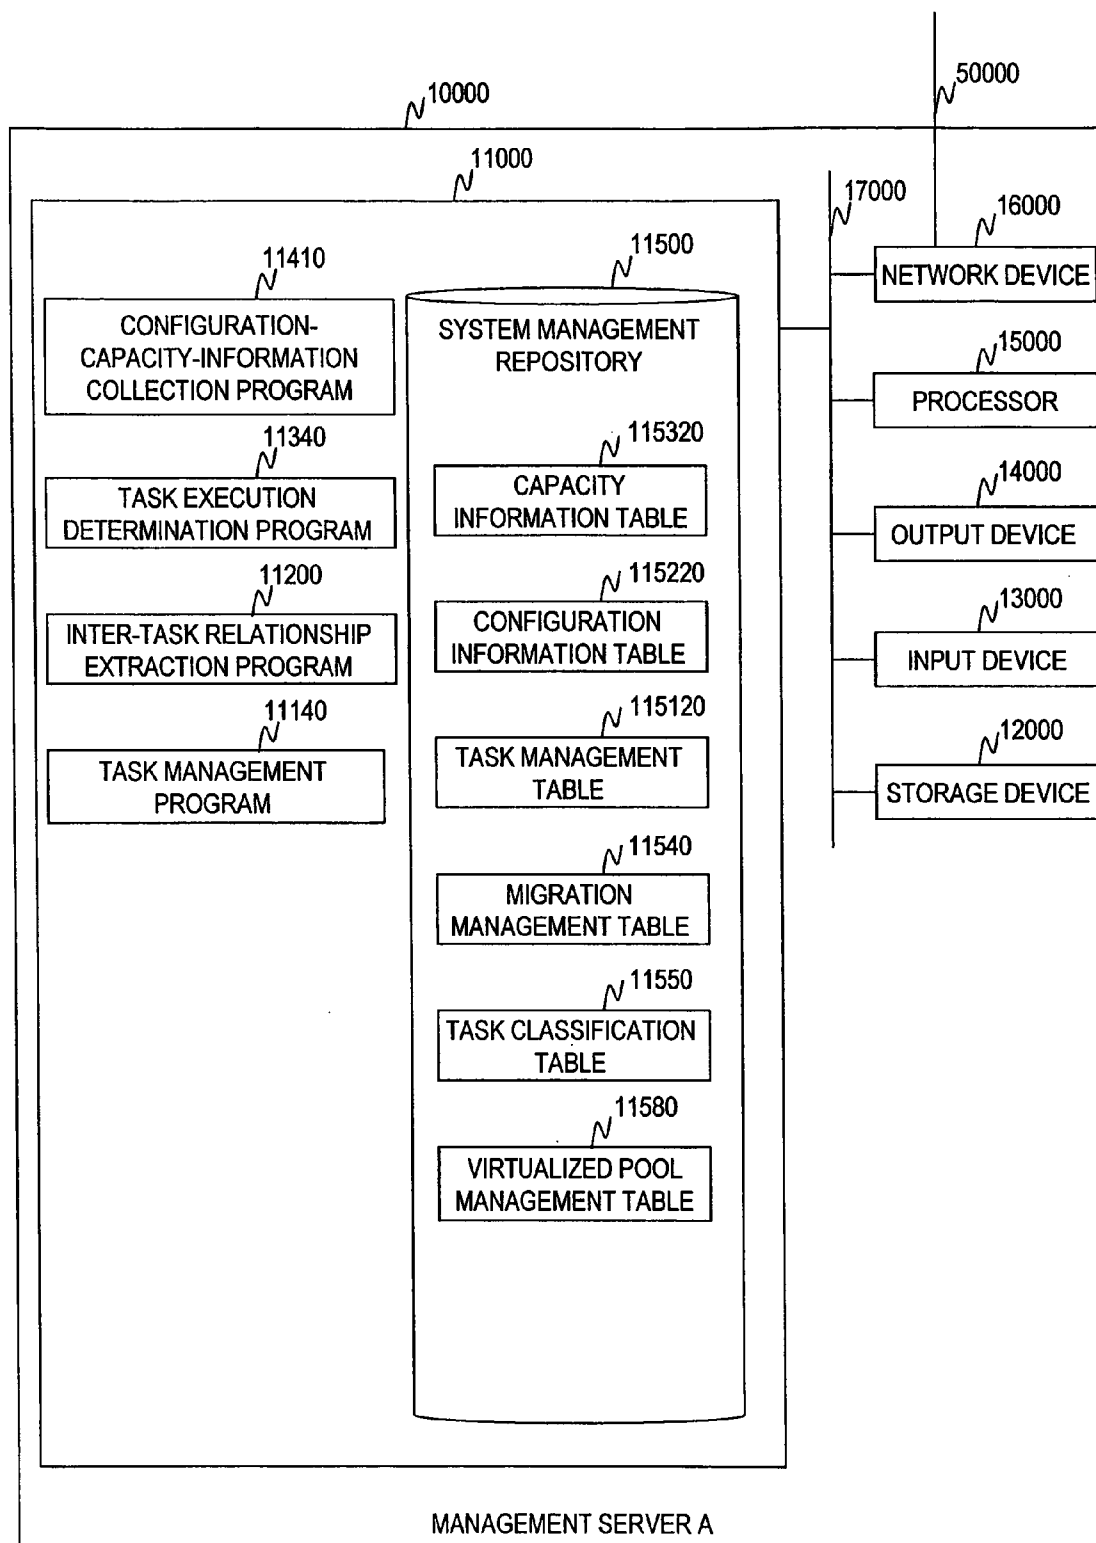 50000
10000
11000
17000
16000
NETWORK DEVICE
15000
PROCESSOR
14000
OUTPUT DEVICE
13000
INPUT DEVICE
12000
STORAGE DEVICE
11410
CONFIGURATION-
CAPACITY-INFORMATION
COLLECTION PROGRAM
11340
TASK EXECUTION
DETERMINATION PROGRAM
11200
INTER-TASK RELATIONSHIP
EXTRACTION PROGRAM
11140
TASK MANAGEMENT
PROGRAM
11500
SYSTEM MANAGEMENT
REPOSITORY
115320
CAPACITY
INFORMATION TABLE
115220
CONFIGURATION
INFORMATION TABLE
115120
TASK MANAGEMENT
TABLE
11540
MIGRATION
MANAGEMENT TABLE
11550
TASK CLASSIFICATION
TABLE
11580
VIRTUALIZED POOL
MANAGEMENT TABLE
MANAGEMENT SERVER A